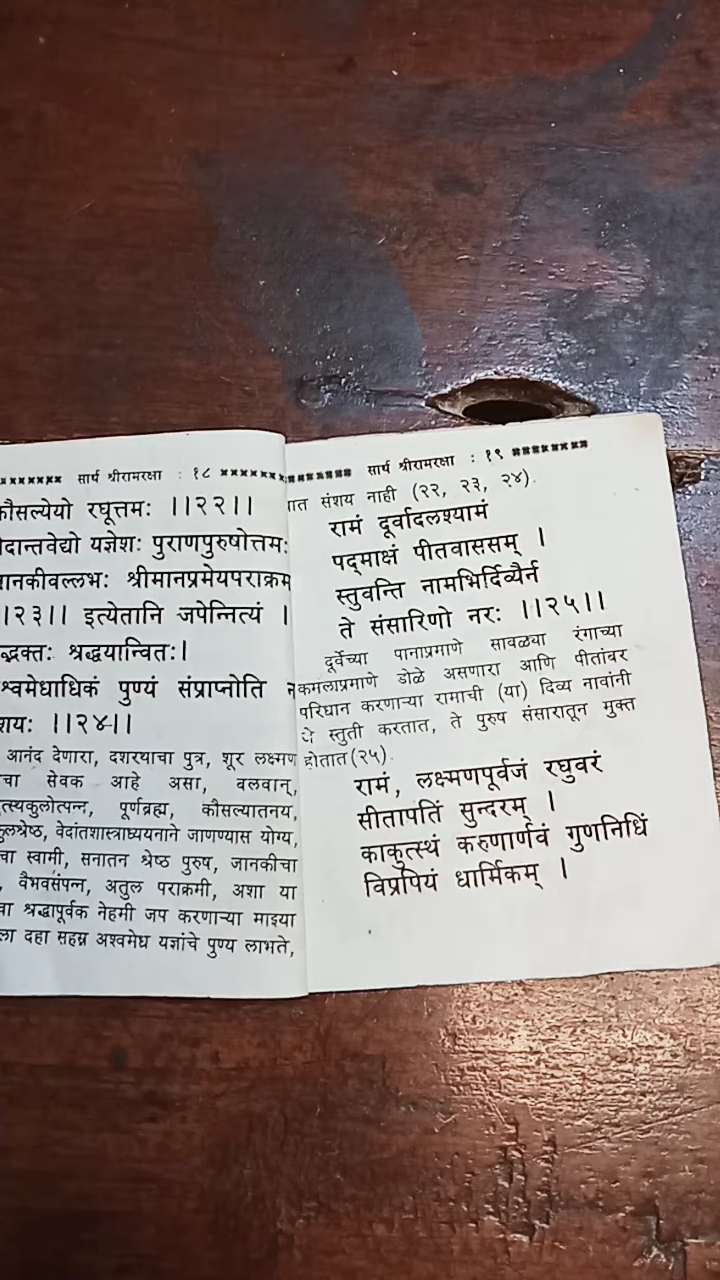 सार्थ श्रीरामरक्षा : १८
कौसल्येयो रघूत्तमः ।।२२।।
दान्तवेद्यो यज्ञेशः पुराणपुरुषोत्तमः
ानकीवल्लभः श्रीमानप्रमेयपराक्रम
।।२३।। इत्येतानि जपेन्नित्यं ।
द्भक्तः श्रद्धयान्वितः।
श्वमेधाधिकं पुण्यं संप्राप्नोति न
शयः ।।२४।।
आनंद देणारा, दशरथाचा पुत्र, शूर लक्ष्मण
चा सेवक आहे असा, बलवान्,
त्स्यकुलोत्पन्न, पूर्णब्रह्म, कौसल्यातनय,
कुलश्रेष्ठ, वेदांतशास्त्राध्ययनाने जाणण्यास योग्य,
चा स्वामी, सनातन श्रेष्ठ पुरुष, जानकीचा
, वैभवसंपन्न, अतुल पराक्रमी, अशा या
वा श्रद्धापूर्वक नेहमी जप करणाऱ्या माझ्या
ला दहा सहस्र अश्वमेध यज्ञांचे पुण्य लाभते,
सार्थ श्रीरामरक्षा : १९
ात संशय नाही (२२, २३, २४).
रामं दूर्वादलश्यामं
पद्माक्षं पीतवाससम् ।
स्तुवन्ति नामभिर्दिव्यैर्न
ते संसारिणो नरः ।।२५।।
दूर्वेच्या पानाप्रमाणे सावळ्या रंगाच्या
कमलाप्रमाणे डोळे असणारा आणि पीतांबर
परिधान करणाऱ्या रामाची (या) दिव्य नावांनी
जे स्तुती करतात, ते पुरुष संसारातून मुक्त
होतात(२५).
रामं, लक्ष्मणपूर्वजं रघुवरं
सीतापतिं सुन्दरम् ।
काकुत्स्थं करुणार्णवं गुणनिधिं
विप्रप्रियं धार्मिकम् ।